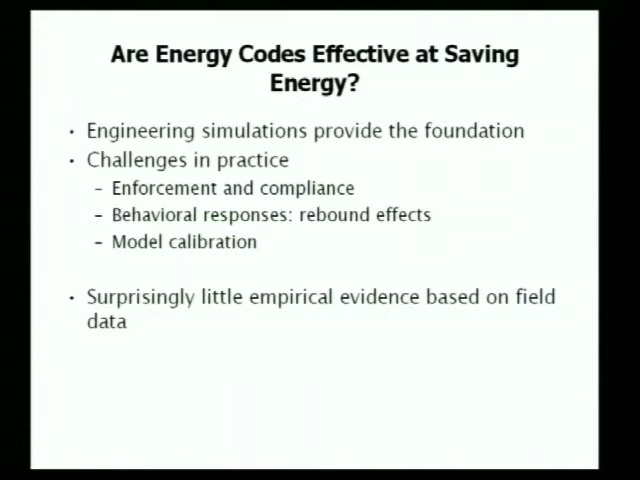 Are Energy Codes Effective at Saving
Energy?
• Engineering simulations provide the foundation
• Challenges in practice
– Enforcement and compliance
– Behavioral responses: rebound effects
– Model calibration
• Surprisingly little empirical evidence based on field
data